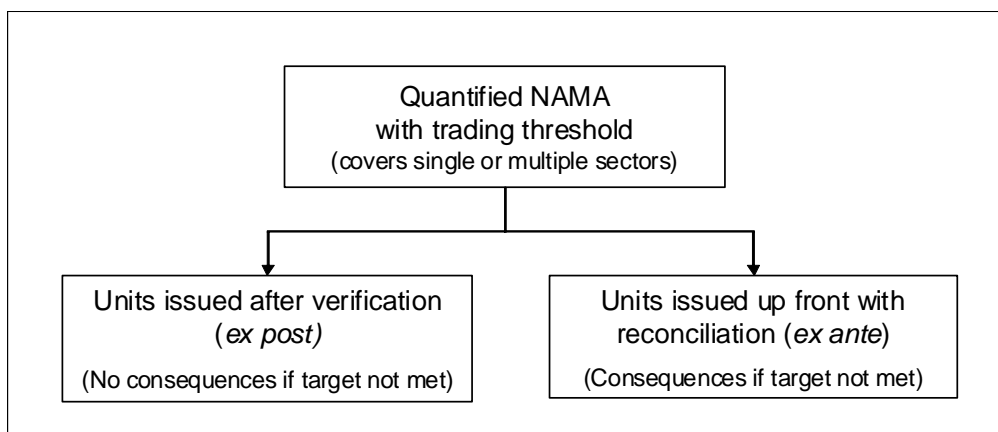 Quantified NAMA
with trading threshold
(covers single or multiple sectors)
Units issued after verification
(ex post)
(No consequences if target not met)
Units issued up front with
reconciliation (ex ante)
(Consequences if target not met)